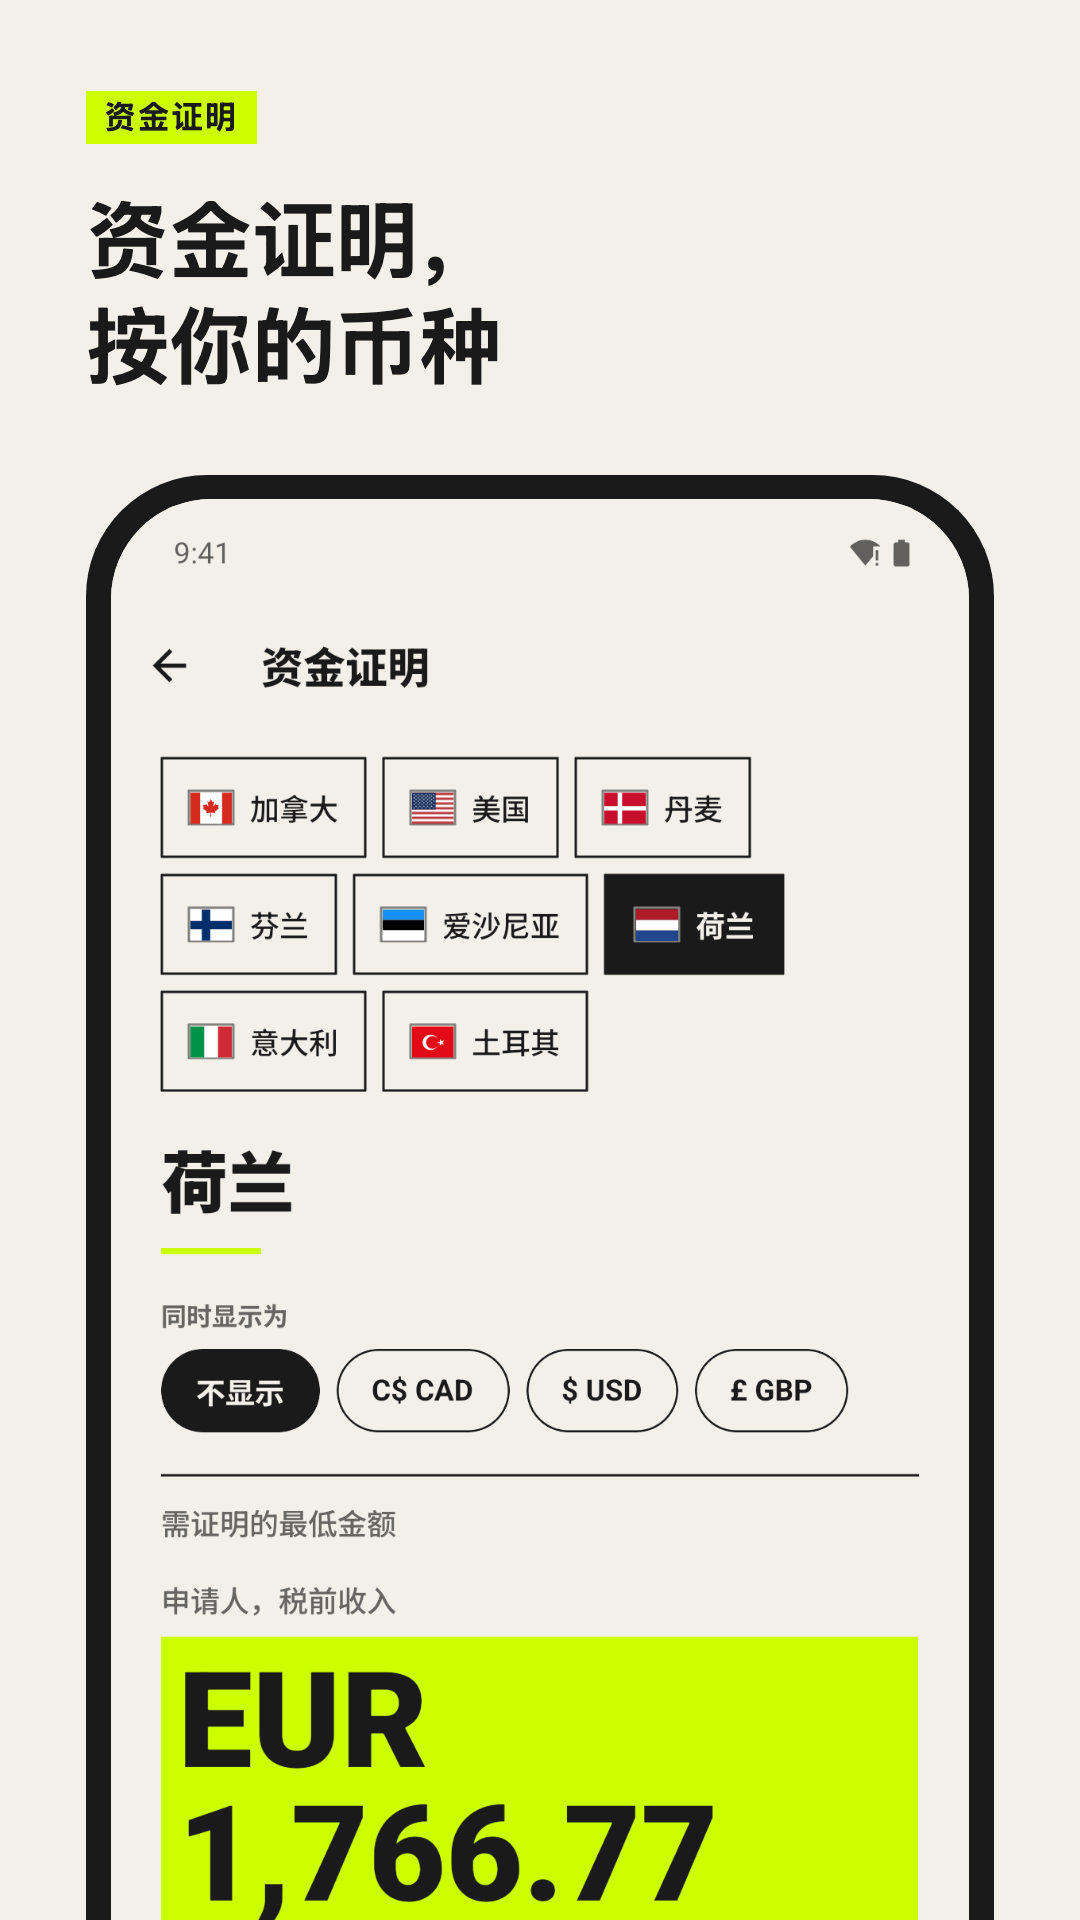 资金证明
资金证明,
按你的币种
9:41
资金证明
加拿大
美国
丹麦
芬兰
爱沙尼亚
荷兰
意大利
土耳其
荷兰
同时显示为
不显示
C$ CAD
$ USD
£ GBP
需证明的最低金额
申请人，税前收入
EUR
1,766.77